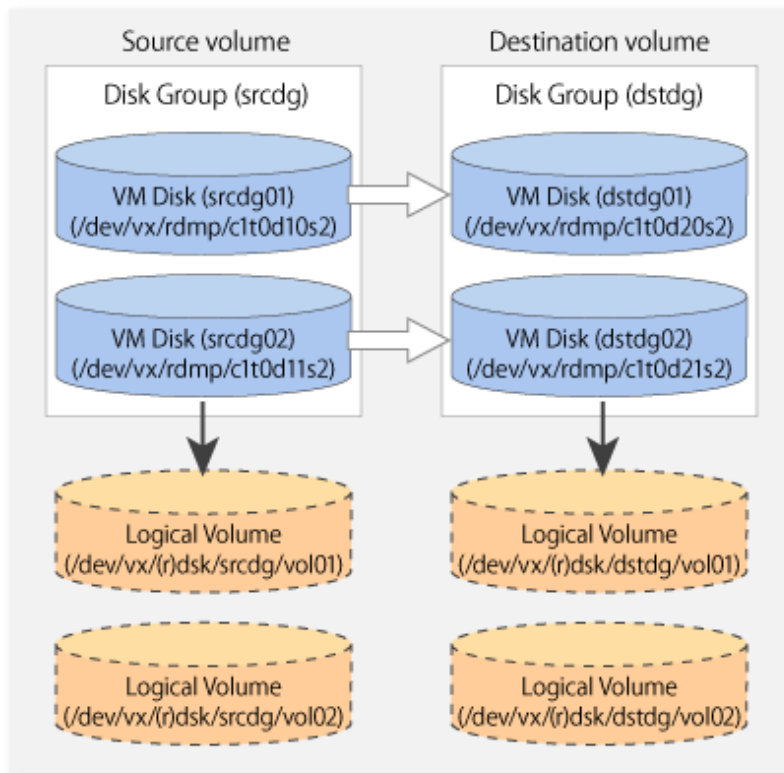 Source volume
Disk Group (srcdg)
VM Disk (srcdg01)
(/dev/vx/rdmp/c1t0d10s2)
VM Disk (srcdg02)
(/dev/vx/rdmp/c1t0d11s2)
Logical Volume
(/dev/vx/(r)dsk/srcdg/vol01)
Logical Volume
(/dev/vx/(r)dsk/srcdg/vol02)
Destination volume
Disk Group (dstdg)
VM Disk (dstdg01)
(/dev/vx/rdmp/c1t0d20s2)
VM Disk (dstdg02)
(/dev/vx/rdmp/c1t0d21s2)
Logical Volume
(/dev/vx/(r)dsk/dstdg/vol01)
Logical Volume
(/dev/vx/(r)dsk/dstdg/vol02)